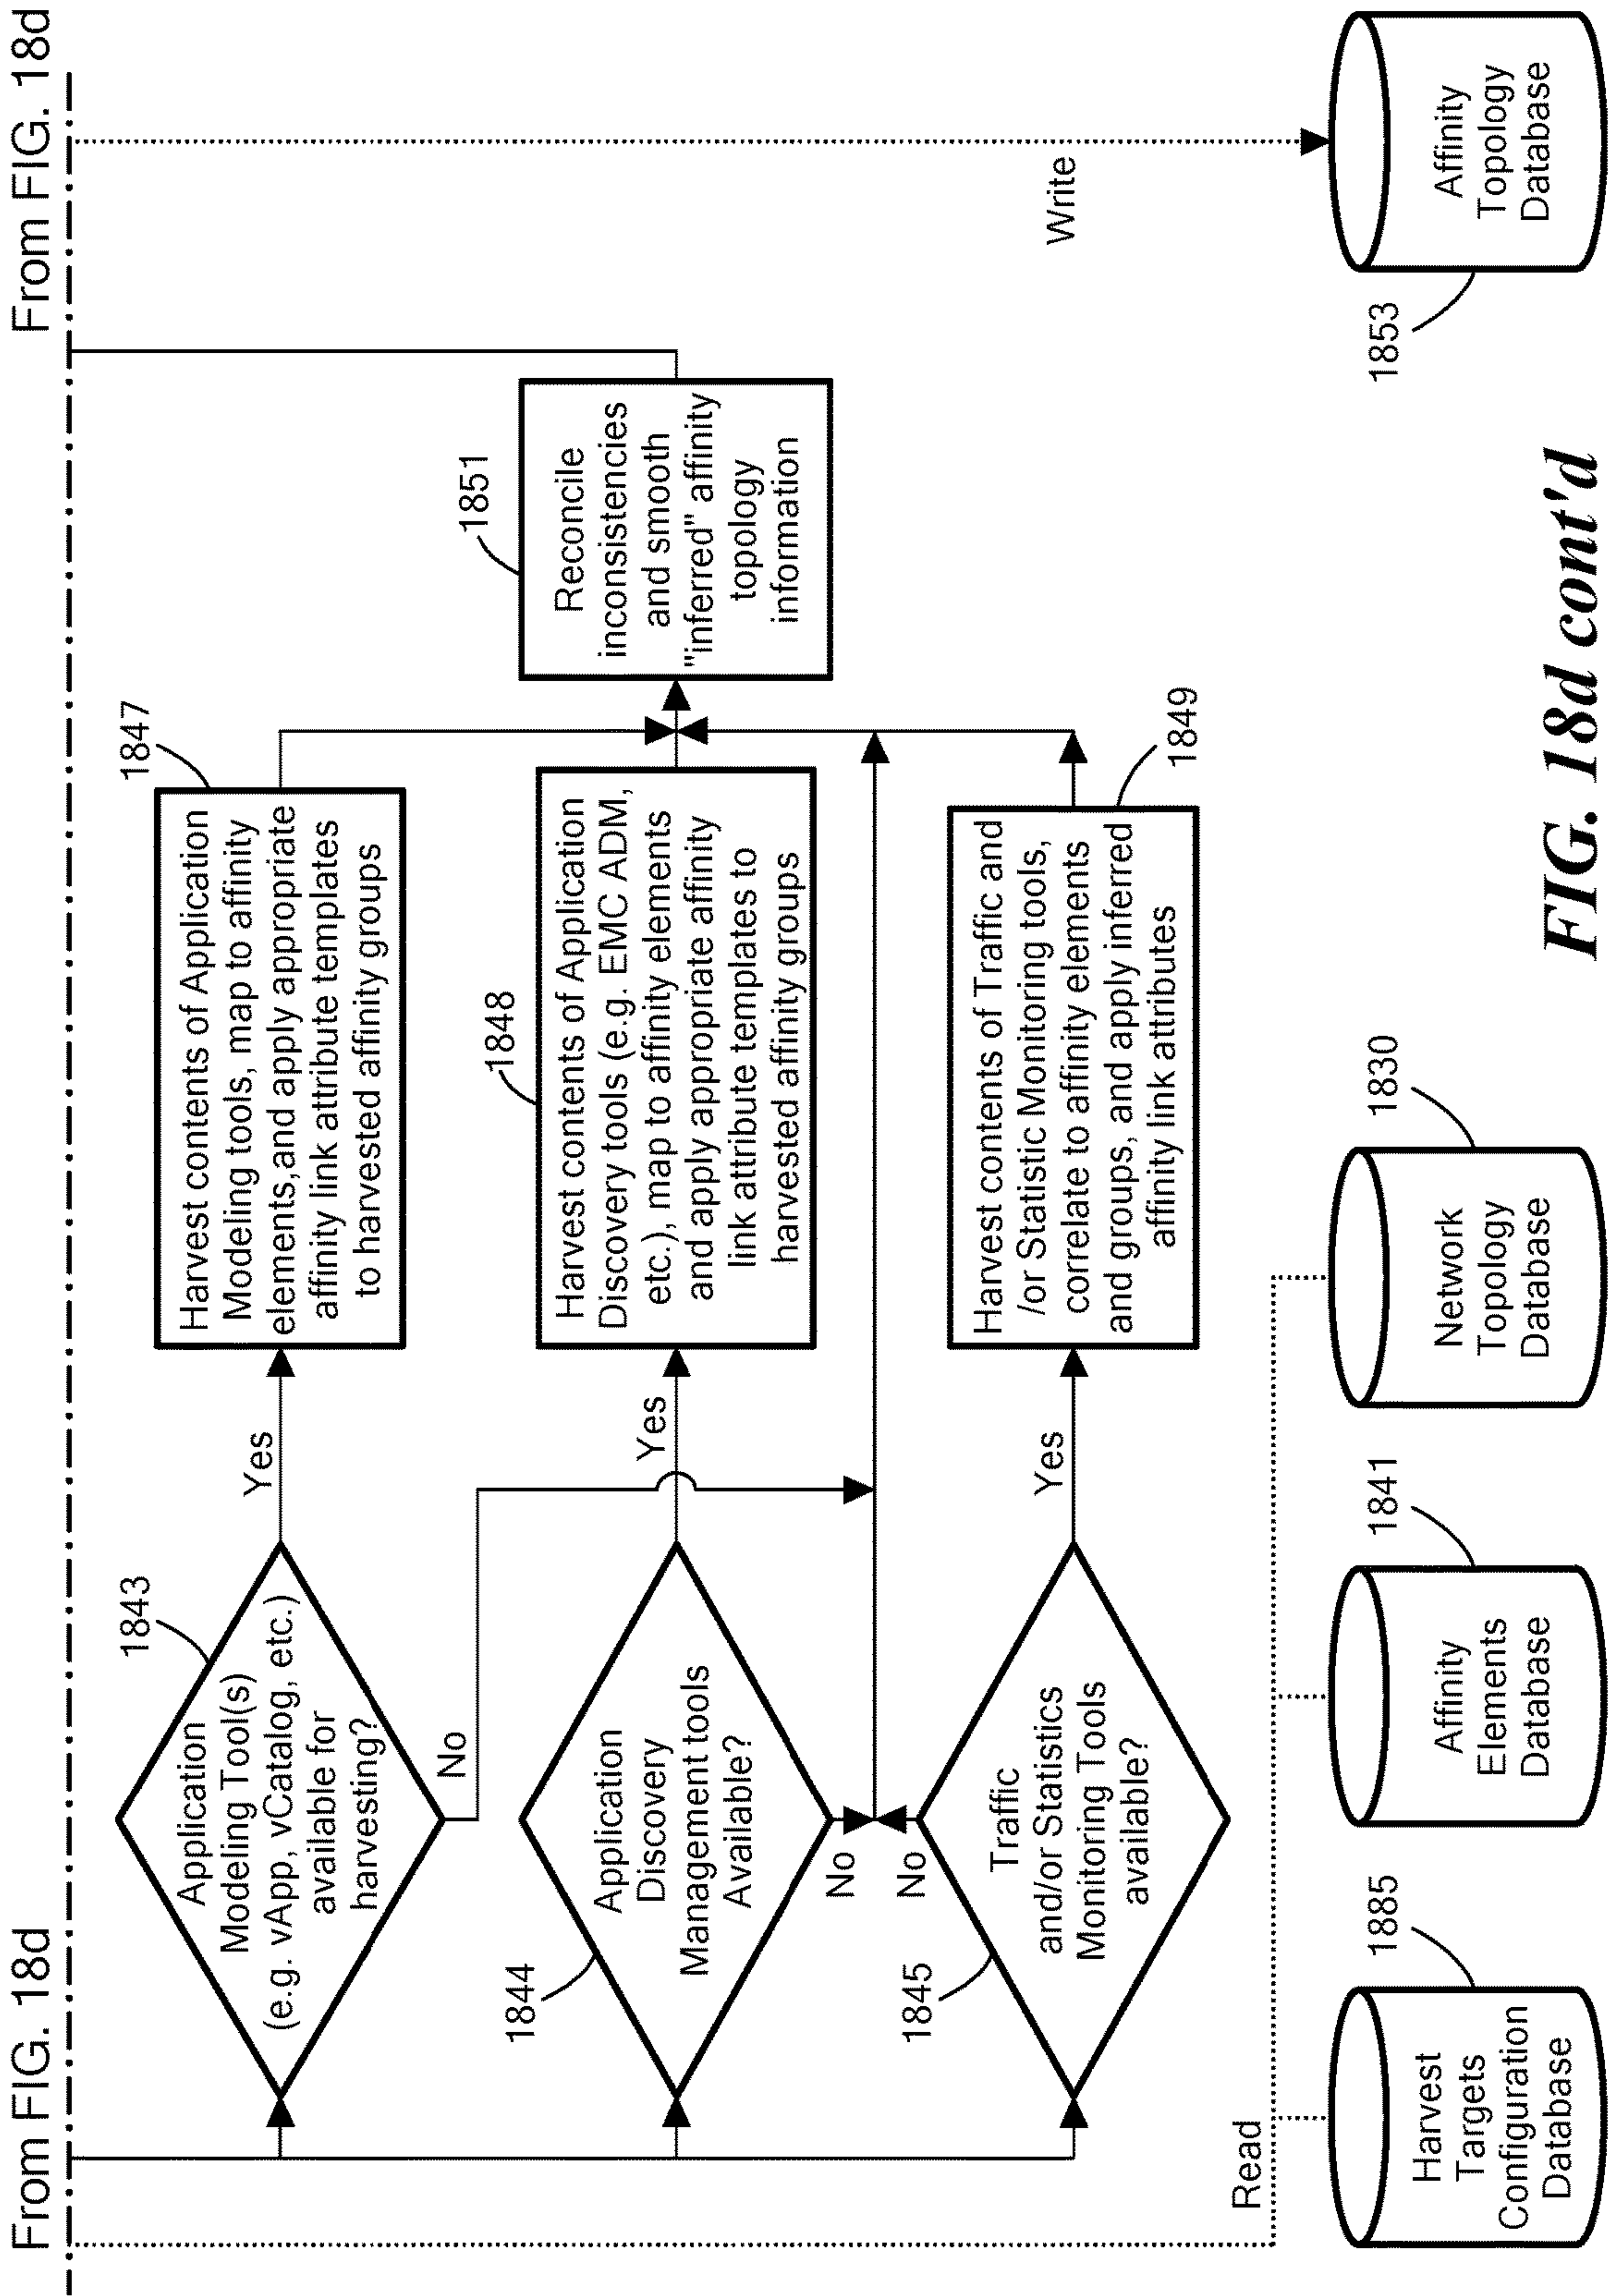 From FIG. 18d
From FIG. 18d
1843
Application
Modeling Tool(s)
(e.g. vApp, vCatalog, etc.)
available for
harvesting?
Yes
No
1847
Harvest contents of Application
Modeling tools, map to affinity
elements,and apply appropriate
affinity link attribute templates
to harvested affinity groups
1844
Application
Discovery
Management tools
Available?
Yes
No
1848
Harvest contents of Application
Discovery tools (e.g. EMC ADM,
etc.), map to affinity elements
and apply appropriate affinity
link attribute templates to
harvested affinity groups
1851
Reconcile
inconsistencies
and smooth
"inferred" affinity
topology
information
No
1845
Traffic
and/or Statistics
Monitoring Tools
available?
Yes
1849
Harvest contents of Traffic and
/or Statistic Monitoring tools,
correlate to affinity elements
and groups, and apply inferred
affinity link attributes
Read
Write
1885
Harvest
Targets
Configuration
Database
1841
Affinity
Elements
Database
1830
Network
Topology
Database
1853
Affinity
Topology
Database
FIG. 18d cont'd